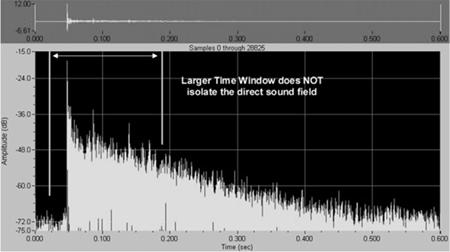 12.00
-6.61
0.000 0.100 0.200 0.300 0.400 0.500 0.600
Samples 0 through 28825
-15.0
-24.0
-36.0
-48.0
-60.0
-72.0
-75.0
Amplitude (dB)
Larger Time Window does NOT
isolate the direct sound field
0.000 0.100 0.200 0.300 0.400 0.500 0.600
Time (sec)